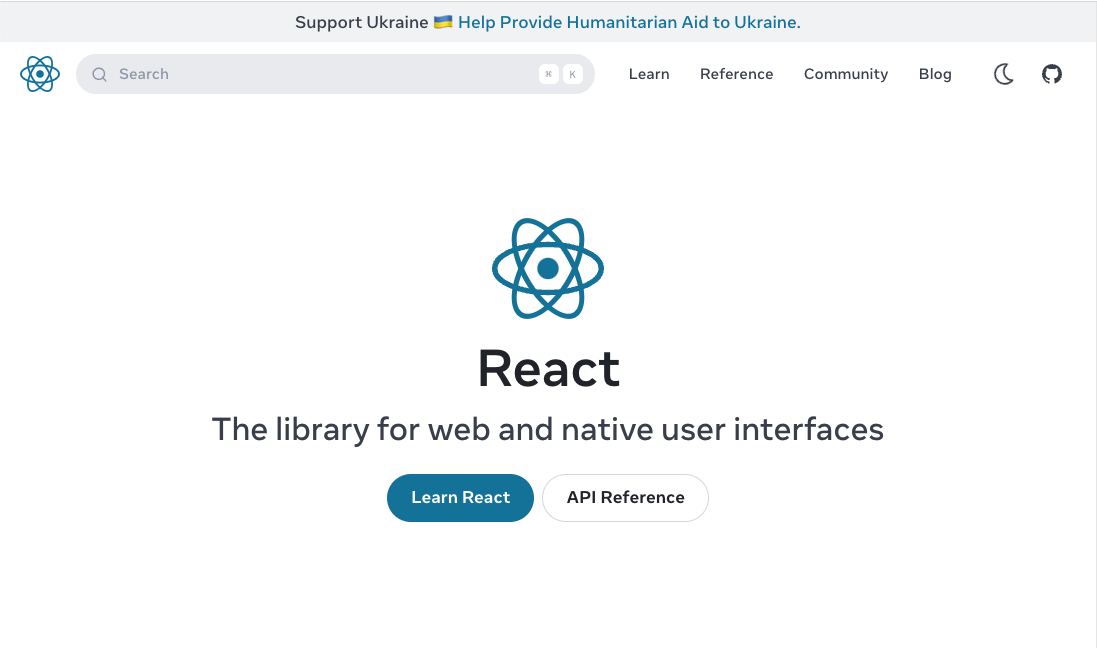 Support Ukraine 🇺🇦 Help Provide Humanitarian Aid to Ukraine.
Search ⌘ K Learn Reference Community Blog
React
The library for web and native user interfaces
Learn React API Reference